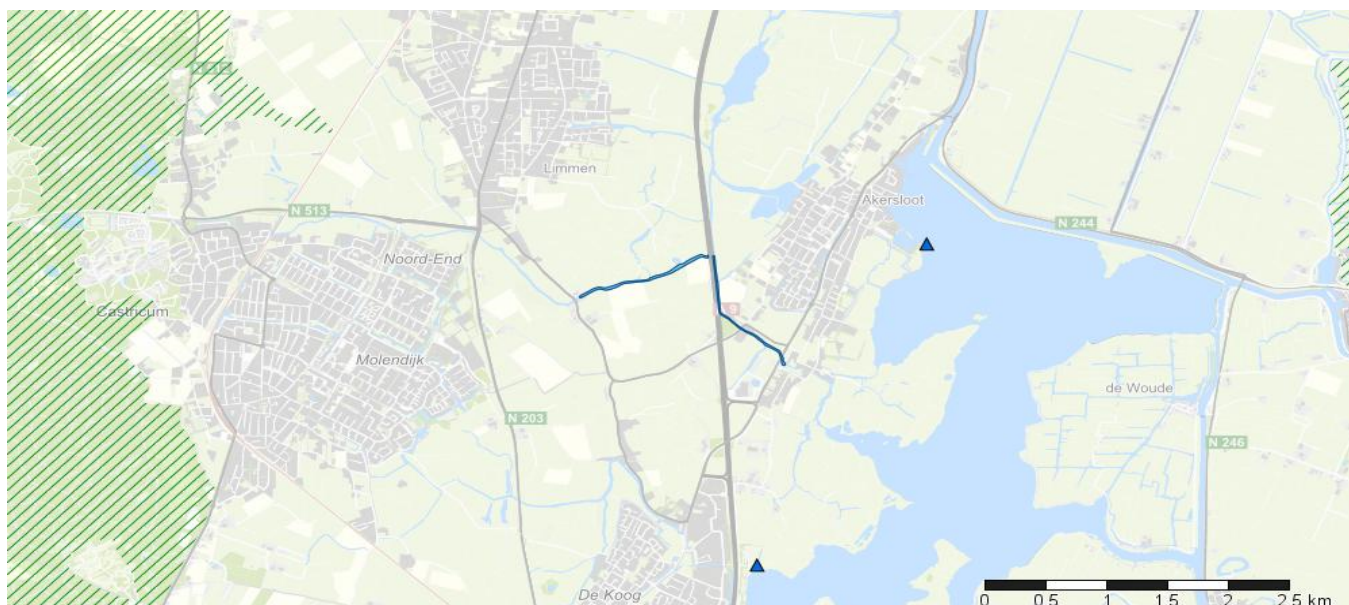 Limmen
Akersloot
N 513
N 244
Noord-End
Castricum
9
Molendijk
de Woude
N 203
N 246
De Koog
0 0.5 1 1.5 2 2.5 km